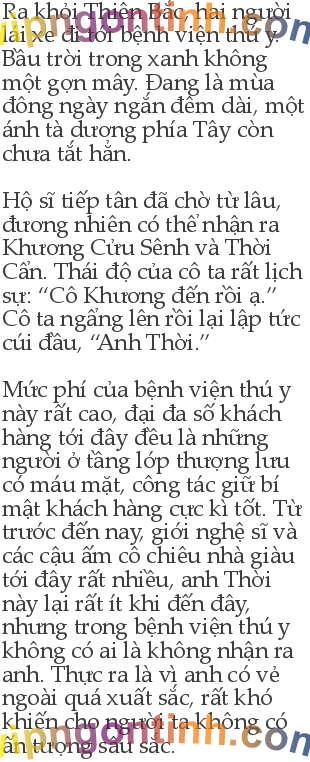 Ra khỏi Thiên Bắc, hai người
lái xe đi tới bệnh viện thú y.
Bầu trời trong xanh không
một gợn mây. Đang là mùa
đông ngày ngắn đêm dài, một
ánh tà dương phía Tây còn
chưa tắt hẳn.

Hộ sĩ tiếp tân đã chờ từ lâu,
đương nhiên có thể nhận ra
Khương Cửu Sênh và Thời
Cẩn. Thái độ của cô ta rất lịch
sự: “Cô Khương đến rồi ạ.”
Cô ta ngẩng lên rồi lại lập tức
cúi đầu, “Anh Thời.”

Mức phí của bệnh viện thú y
này rất cao, đại đa số khách
hàng tới đây đều là những
người ở tầng lớp thượng lưu
có máu mặt, công tác giữ bí
mật khách hàng cực kì tốt. Từ
trước đến nay, giới nghệ sĩ và
các cậu ấm cô chiêu nhà giàu
tới đây rất nhiều, anh Thời
này lại rất ít khi đến đây,
nhưng trong bệnh viện thú y
không có ai là không nhận ra
anh. Thực ra là vì anh có vẻ
ngoài quá xuất sắc, rất khó
khiến cho người ta không có
ấn tượng sâu sắc.
vipngontinh.com
vipngontinh.com